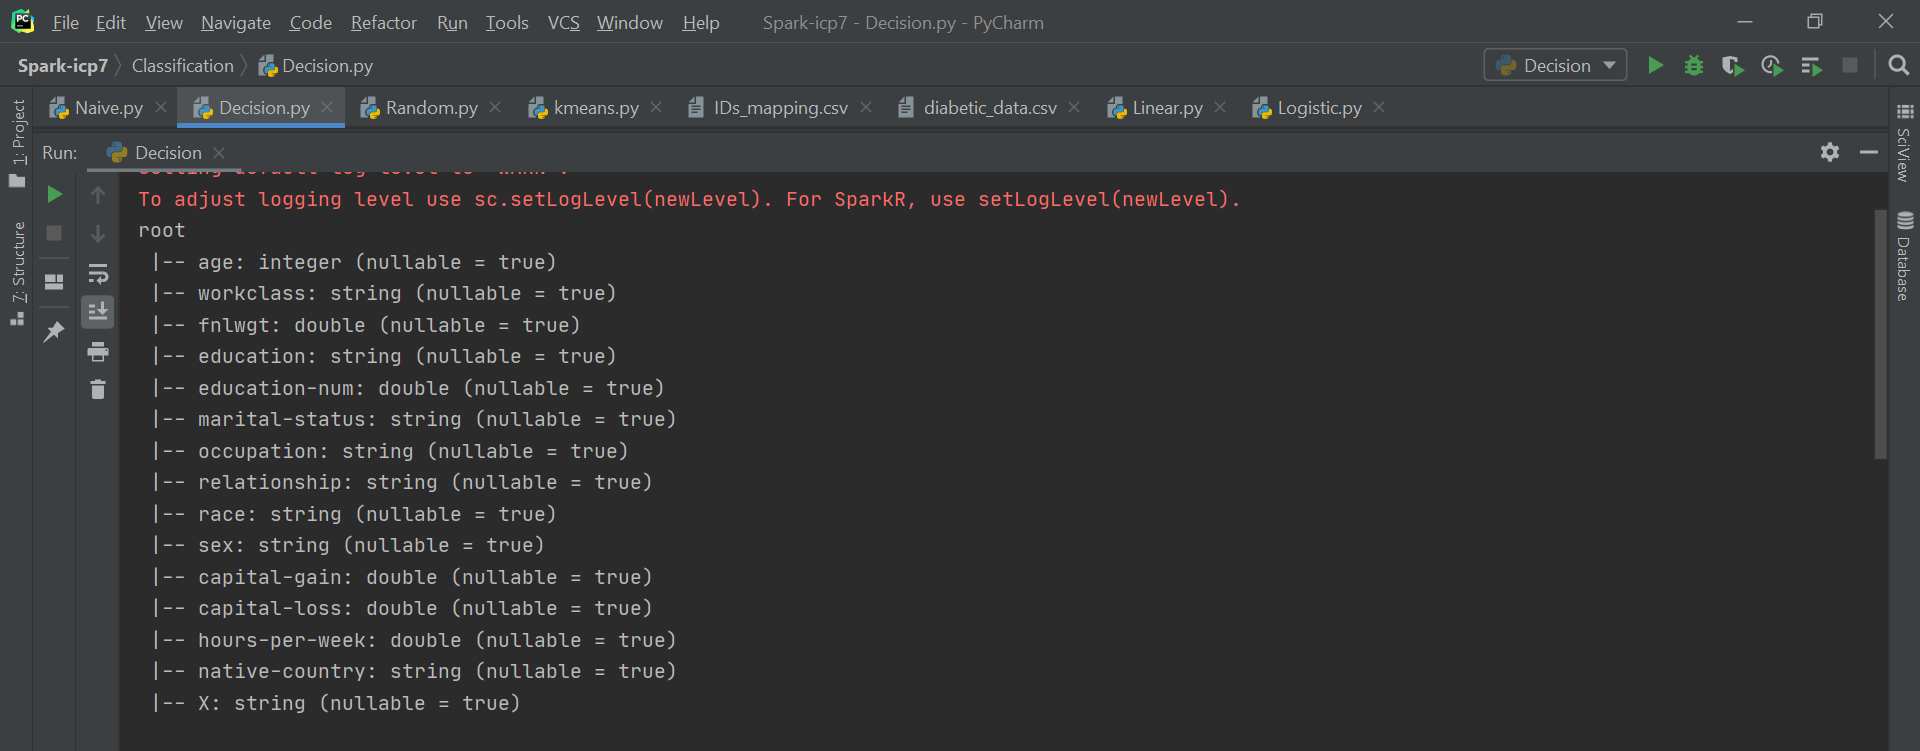 PC File Edit View Navigate Code Refactor Run Tools VCS Window Help Spark-icp7 - Decision.py - PyCharm
Spark-icp7 Classification Decision.py Decision
Naive.py Decision.py Random.py kmeans.py IDs_mapping.csv diabetic_data.csv Linear.py Logistic.py
1: Project
7: Structure
SciView
Database
Run: Decision
To adjust logging level use sc.setLogLevel(newLevel). For SparkR, use setLogLevel(newLevel).
root
|-- age: integer (nullable = true)
|-- workclass: string (nullable = true)
|-- fnlwgt: double (nullable = true)
|-- education: string (nullable = true)
|-- education-num: double (nullable = true)
|-- marital-status: string (nullable = true)
|-- occupation: string (nullable = true)
|-- relationship: string (nullable = true)
|-- race: string (nullable = true)
|-- sex: string (nullable = true)
|-- capital-gain: double (nullable = true)
|-- capital-loss: double (nullable = true)
|-- hours-per-week: double (nullable = true)
|-- native-country: string (nullable = true)
|-- X: string (nullable = true)